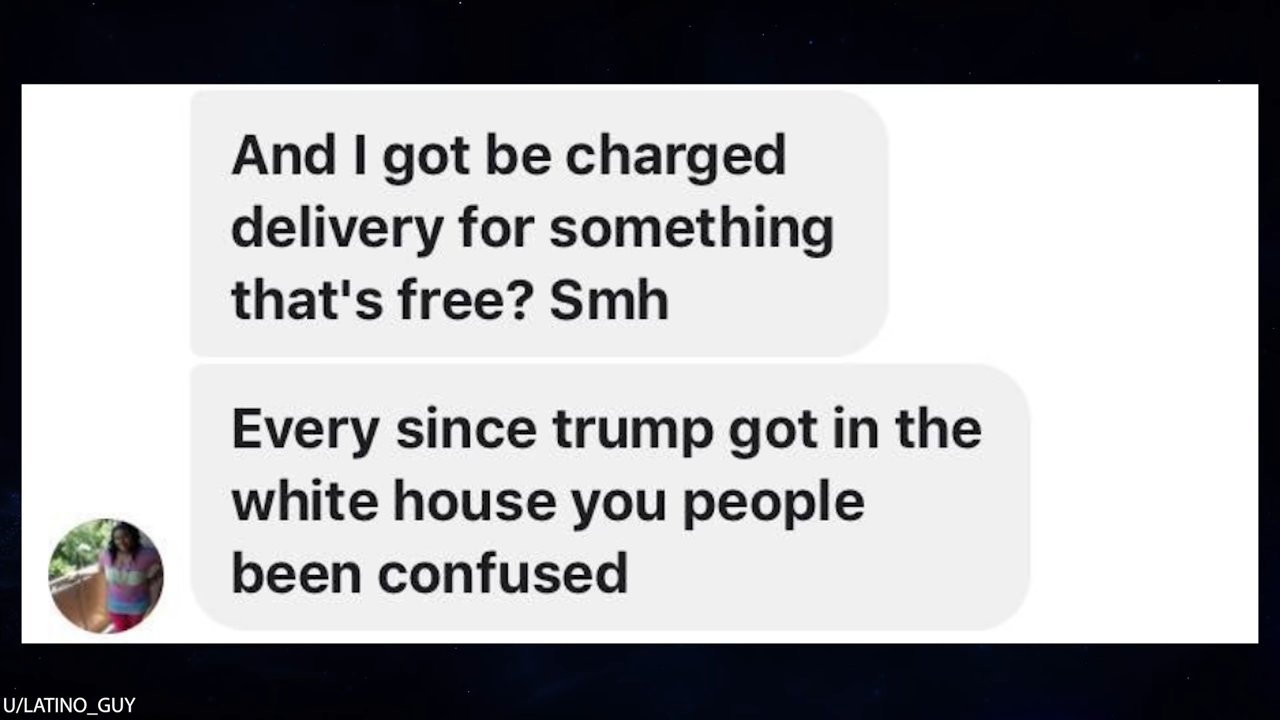 And I got be charged
delivery for something
that's free? Smh
Every since trump got in the
white house you people
been confused
U/LATINO_GUY